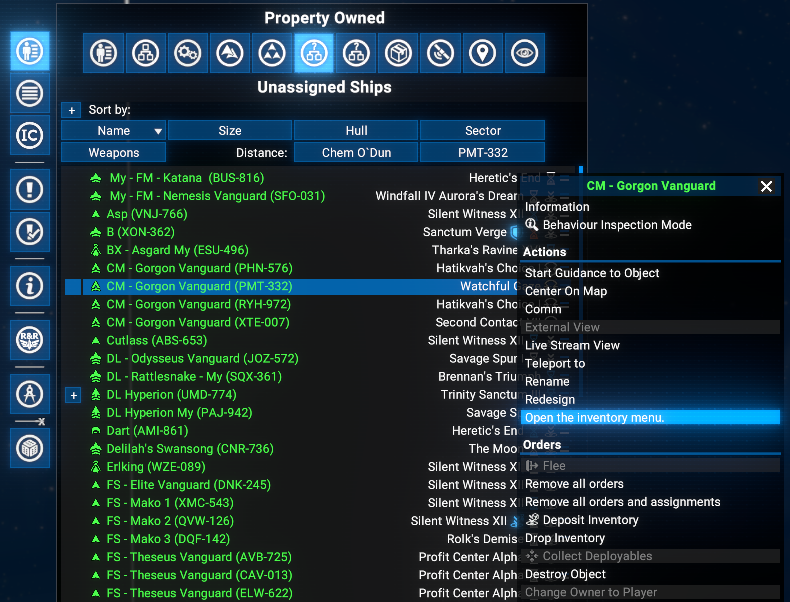 Property Owned
Unassigned Ships
+ Sort by:
Name Size Hull Sector
Weapons Distance: Chem O`Dun PMT-332
My - FM - Katana (BUS-816) Heretic's End
My - FM - Nemesis Vanguard (SFO-031) Windfall IV Aurora's Dream
Asp (VNJ-766) Silent Witness XI
B (XON-362) Sanctum Verge
BX - Asgard My (ESU-496) Tharka's Ravine
CM - Gorgon Vanguard (PHN-576) Hatikvah's Cho
CM - Gorgon Vanguard (PMT-332) Watchful
CM - Gorgon Vanguard (RYH-972) Hatikvah's Cho
CM - Gorgon Vanguard (XTE-007) Second Contac
Cutlass (ABS-653) Silent Witness X
DL - Odysseus Vanguard (JOZ-572) Savage Spur
DL - Rattlesnake - My (SQX-361) Brennan's Triu
+ DL Hyperion (UMD-774) Trinity Sanctu
DL Hyperion My (PAJ-942) Savage S
Dart (AMI-861) Heretic's End
Delilah's Swansong (CNR-736) The Moo
Erlking (WZE-089) Silent Witness X
FS - Elite Vanguard (DNK-245) Silent Witness X
FS - Mako 1 (XMC-543) Silent Witness X
FS - Mako 2 (QVW-126) Silent Witness XII
FS - Mako 3 (DQF-142) Rolk's Demis
FS - Theseus Vanguard (AVB-725) Profit Center Alph
FS - Theseus Vanguard (CAV-013) Profit Center Alph
FS - Theseus Vanguard (ELW-622) Profit Center Alph
IC
R&R
CM - Gorgon Vanguard
Information
Behaviour Inspection Mode
Actions
Start Guidance to Object
Center On Map
Comm
External View
Live Stream View
Teleport to
Rename
Redesign
Open the inventory menu.
Orders
Flee
Remove all orders
Remove all orders and assignments
Deposit Inventory
Drop Inventory
Collect Deployables
Destroy Object
Change Owner to Player